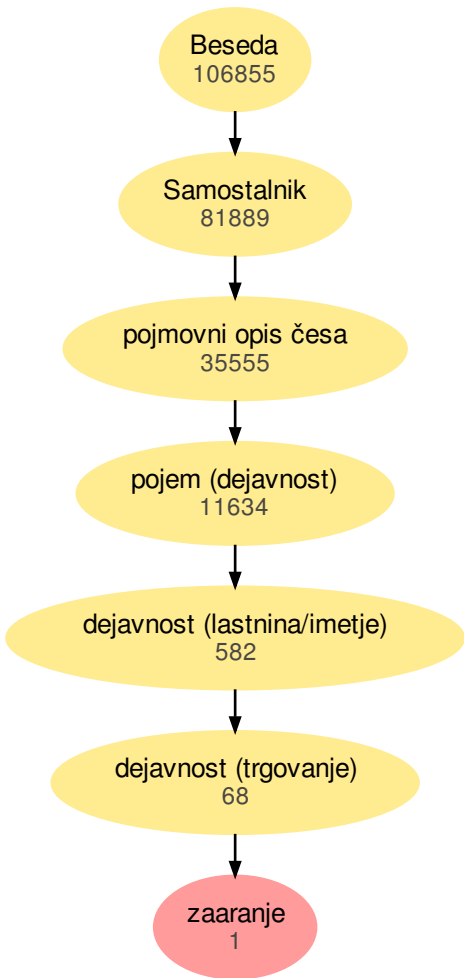 Beseda
106855
Samostalnik
81889
pojmovni opis česa
35555
pojem (dejavnost)
11634
dejavnost (lastnina/imetje)
582
dejavnost (trgovanje)
68
zaaranje
1